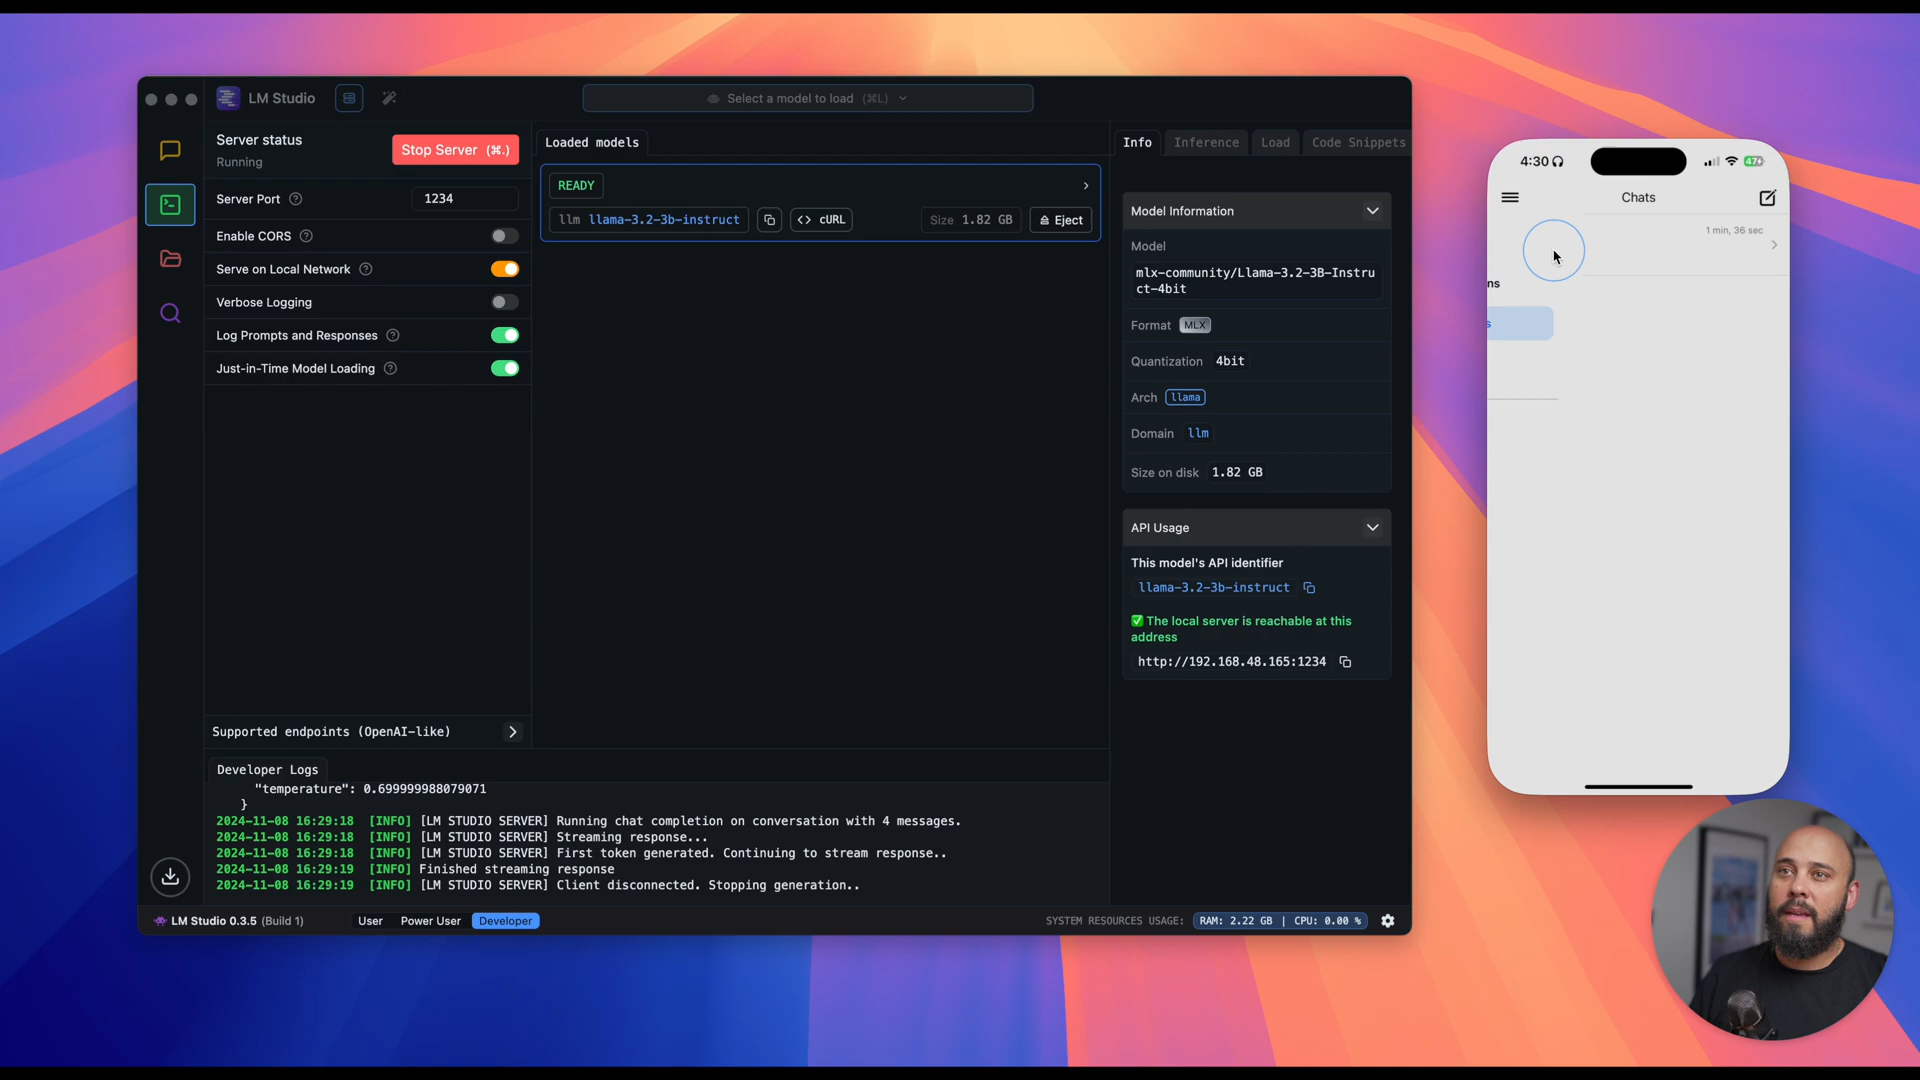 LM Studio
Select a model to load (⌘L)
Server status
Running
Stop Server (⌘.)
Server Port
1234
Enable CORS
Serve on Local Network
Verbose Logging
Log Prompts and Responses
Just-in-Time Model Loading
Supported endpoints (OpenAI-like)
Loaded models
READY
llm llama-3.2-3b-instruct
<> cURL
Size 1.82 GB
Eject
Info
Inference
Load
Code Snippets
Model Information
Model
mlx-community/Llama-3.2-3B-Instru
ct-4bit
Format MLX
Quantization 4bit
Arch llama
Domain llm
Size on disk 1.82 GB
API Usage
This model's API identifier
llama-3.2-3b-instruct
✅ The local server is reachable at this
address
http://192.168.48.165:1234
Developer Logs
"temperature": 0.699999988079071
}
2024-11-08 16:29:18 [INFO] [LM STUDIO SERVER] Running chat completion on conversation with 4 messages.
2024-11-08 16:29:18 [INFO] [LM STUDIO SERVER] Streaming response...
2024-11-08 16:29:18 [INFO] [LM STUDIO SERVER] First token generated. Continuing to stream response..
2024-11-08 16:29:19 [INFO] Finished streaming response
2024-11-08 16:29:19 [INFO] [LM STUDIO SERVER] Client disconnected. Stopping generation..
LM Studio 0.3.5 (Build 1)
User
Power User
Developer
SYSTEM RESOURCES USAGE: RAM: 2.22 GB | CPU: 0.00 %
4:30
47
Chats
1 min, 36 sec
ns
s